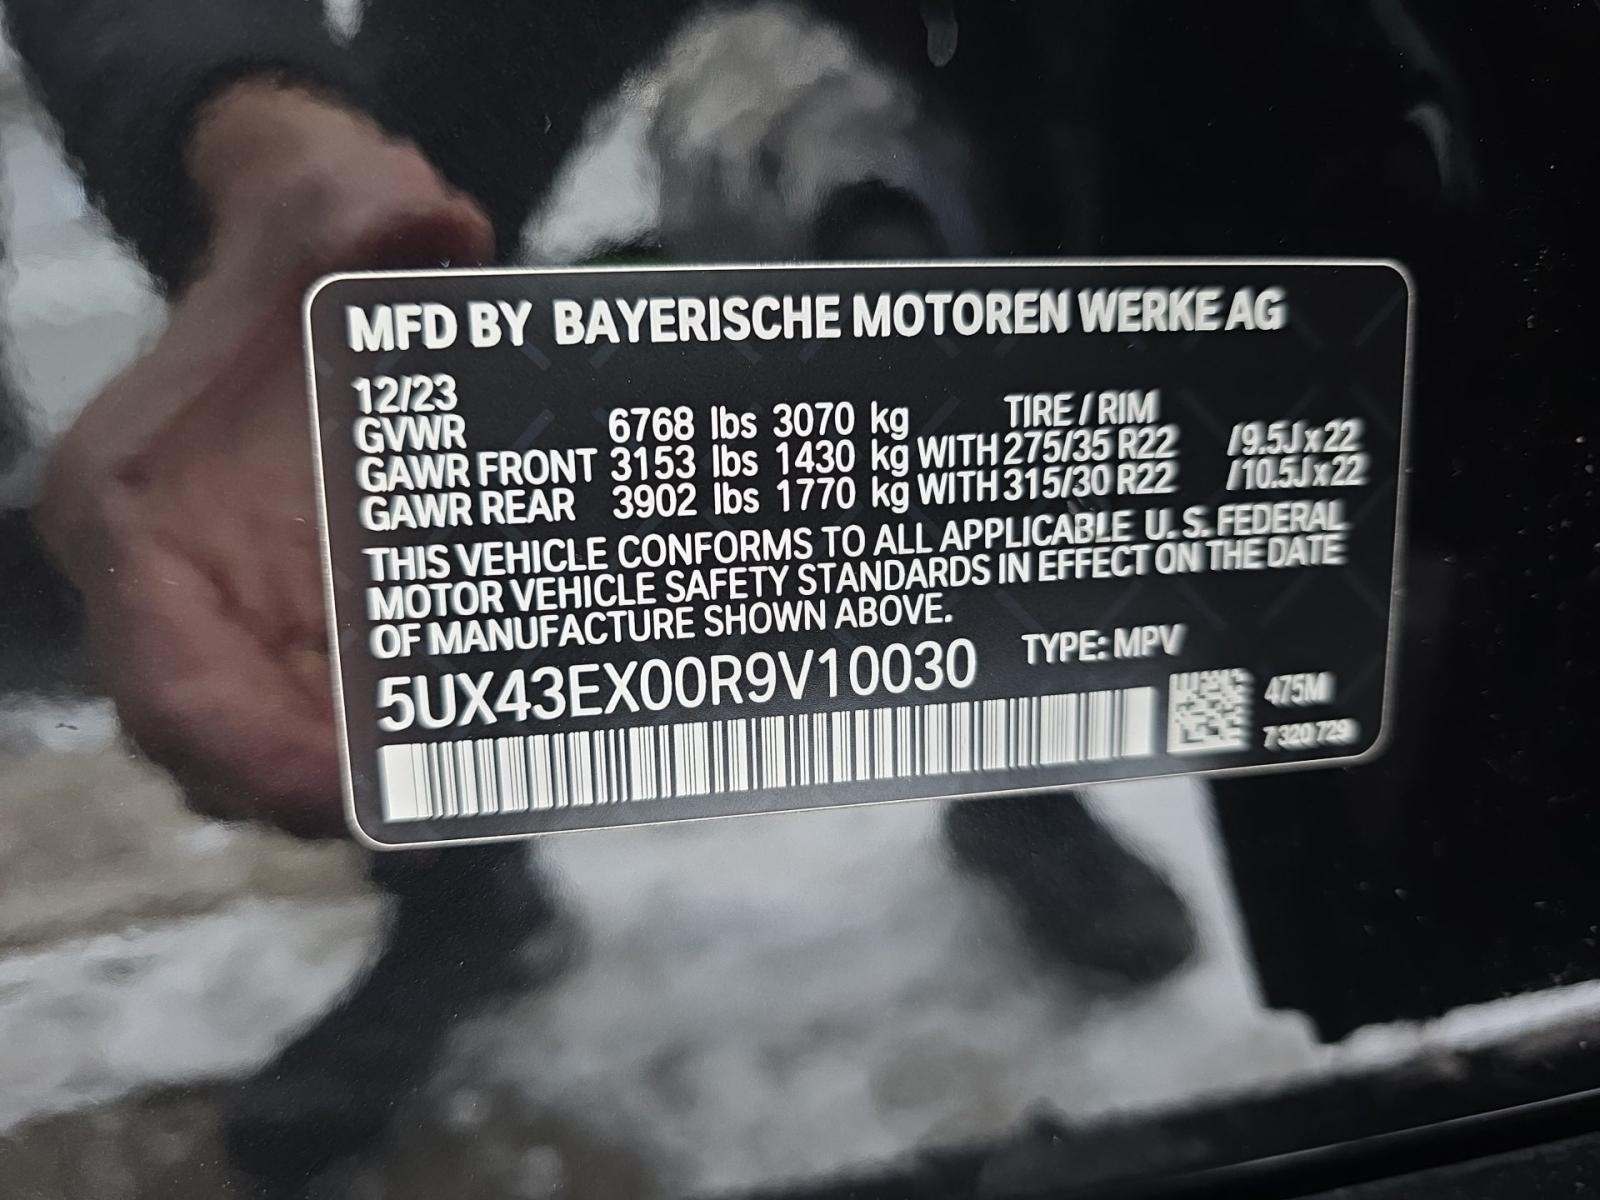 MFD BY BAYERISCHE MOTOREN WERKE AG
12/23 TIRE / RIM
GVWR 6768 lbs 3070 kg
GAWR FRONT 3153 lbs 1430 kg WITH 275/35 R22 /9.5J x 22
GAWR REAR 3902 lbs 1770 kg WITH 315/30 R22 /10.5J x 22
THIS VEHICLE CONFORMS TO ALL APPLICABLE U.S. FEDERAL
MOTOR VEHICLE SAFETY STANDARDS IN EFFECT ON THE DATE
OF MANUFACTURE SHOWN ABOVE.
5UX43EX00R9V10030 TYPE: MPV
475M
7 320 729